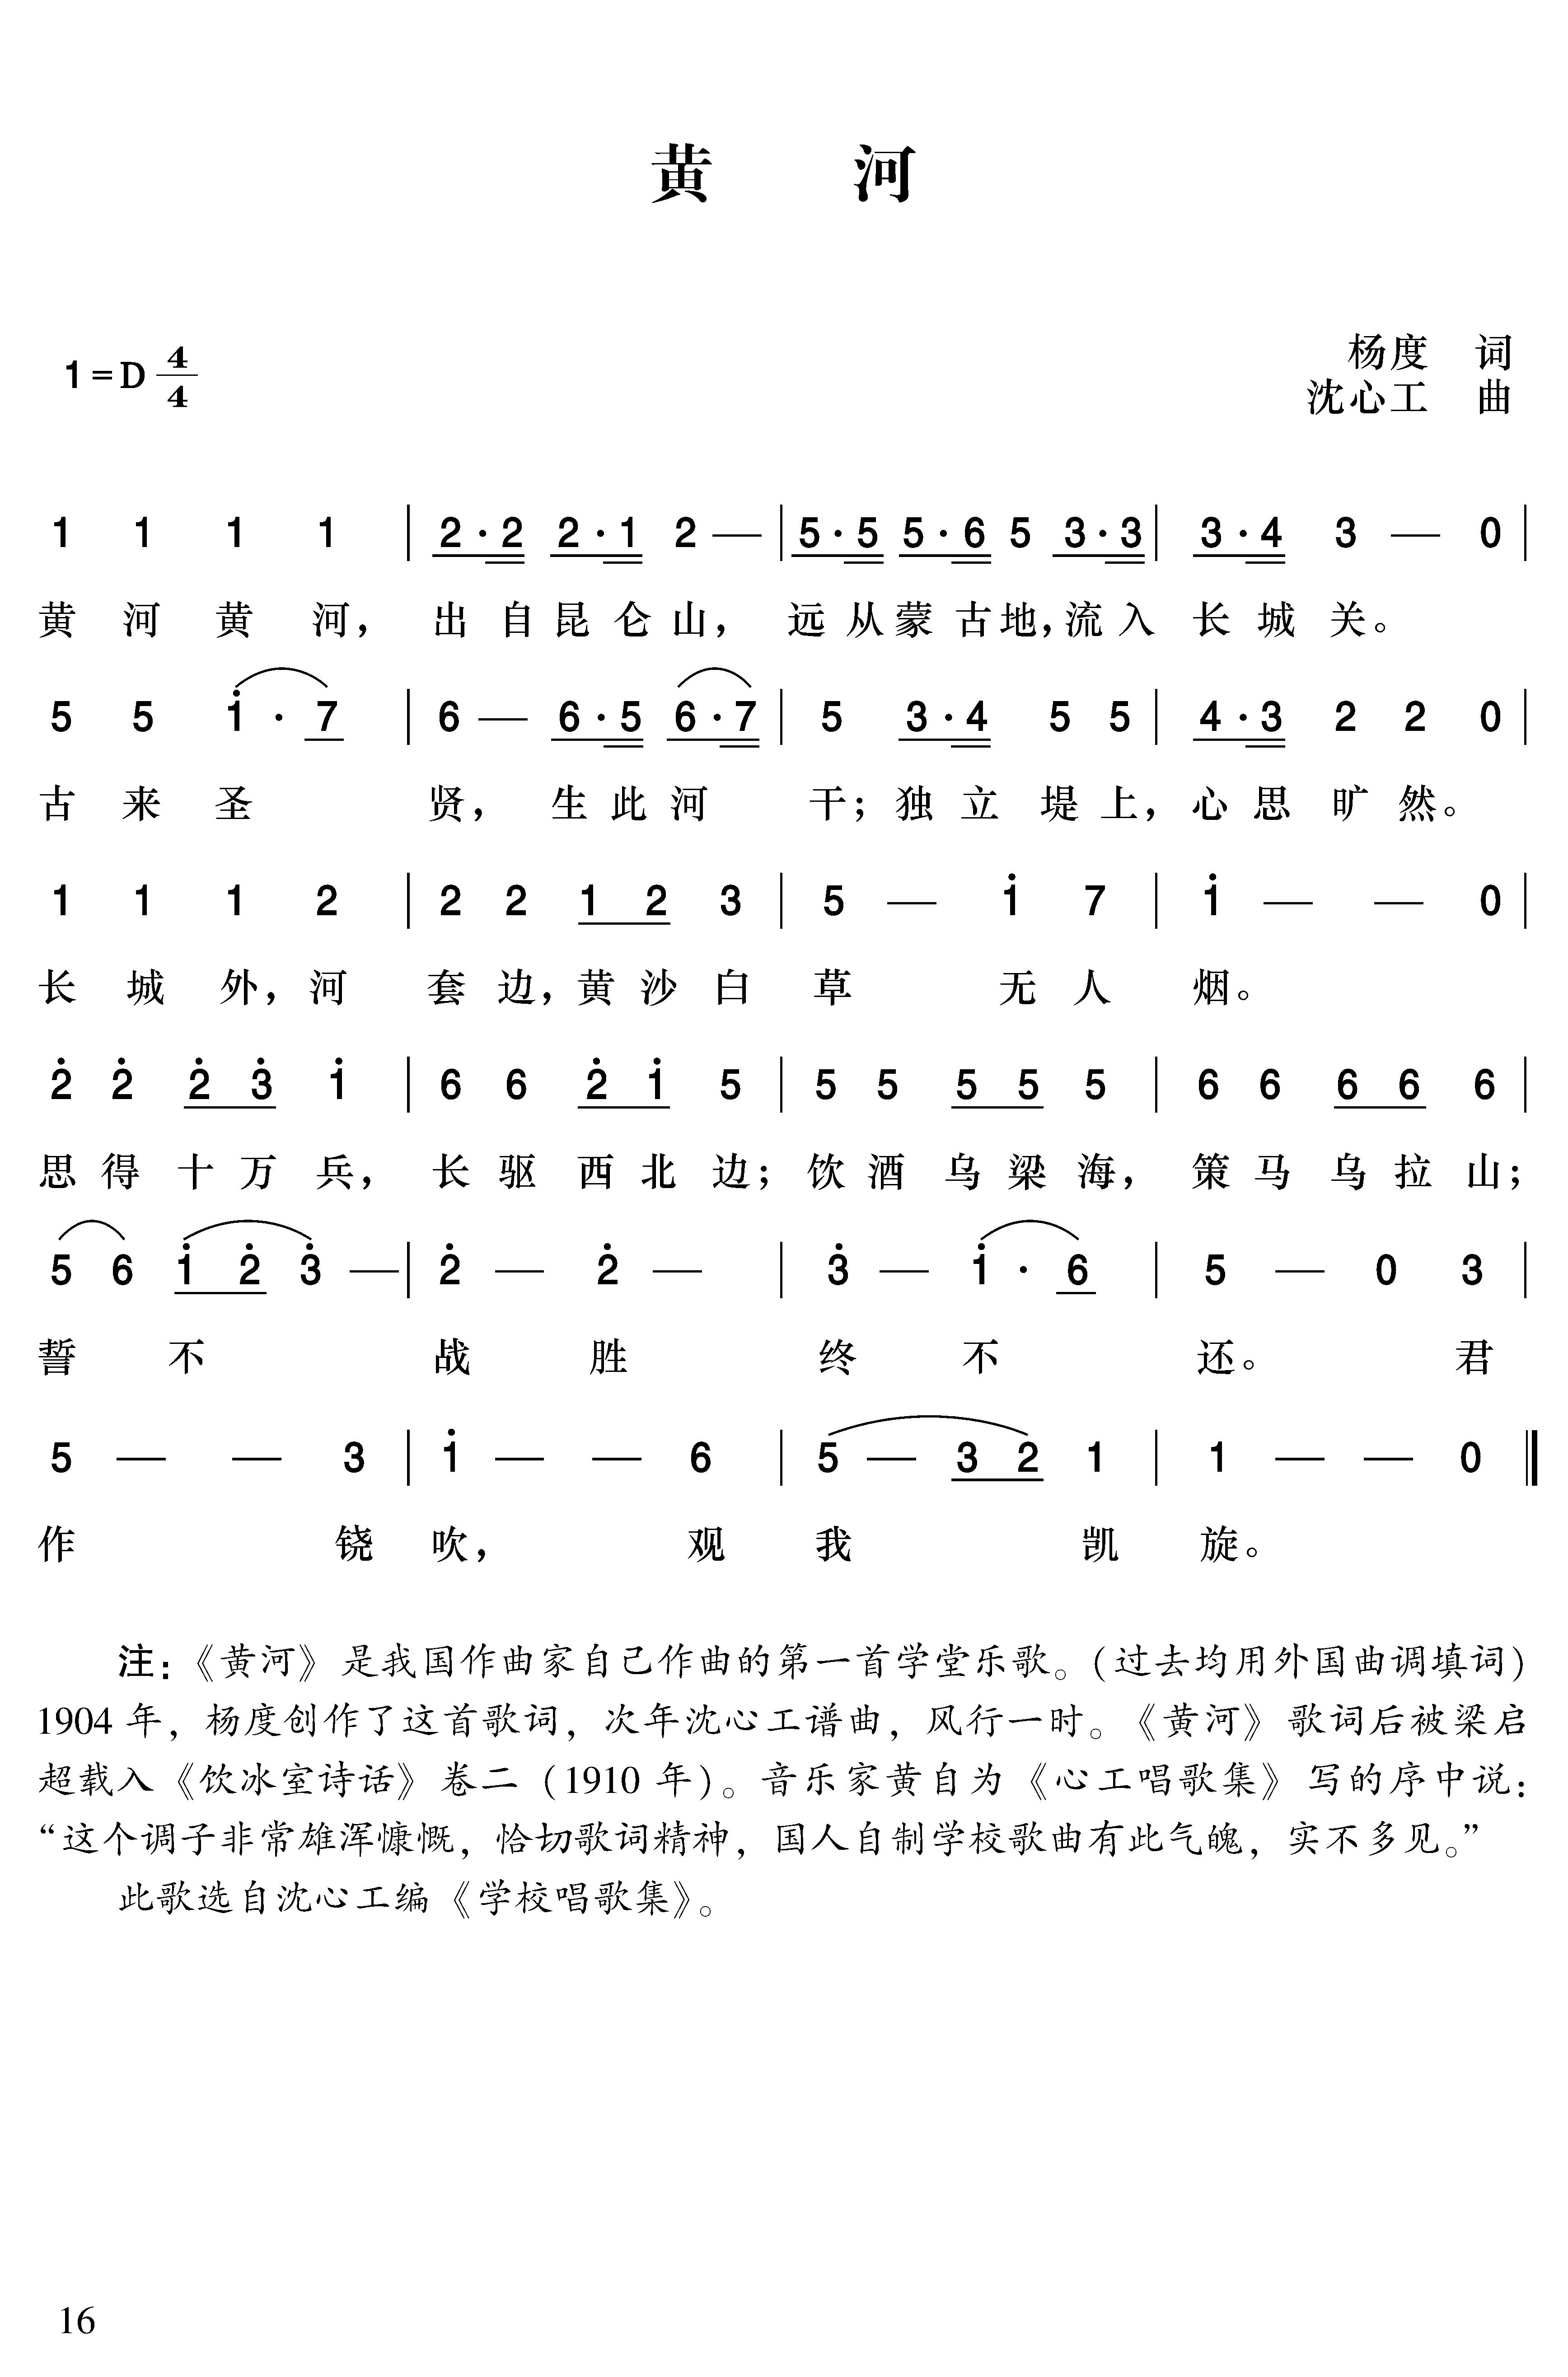 黄 河
1=D 4/4
杨度 词
沈心工 曲
1 1 1 1 | 2·2 2·1 2 — | 5·5 5·6 5 3·3 | 3·4 3 — 0 |
黄 河 黄 河， 出 自 昆 仑 山， 远 从 蒙 古 地，流 入 长 城 关。
5 5 1̇· 7 | 6 — 6·5 6·7 | 5 3·4 5 5 | 4·3 2 2 0 |
古 来 圣 贤， 生 此 河 干；独 立 堤 上，心 思 旷 然。
1 1 1 2 | 2 2 1 2 3 | 5 — 1̇ 7 | 1̇ — — 0 |
长 城 外，河 套 边，黄 沙 白 草 无 人 烟。
2̇ 2̇ 2̇ 3̇ 1̇ | 6 6 2̇ 1̇ 5 | 5 5 5 5 5 | 6 6 6 6 6 |
思 得 十 万 兵， 长 驱 西 北 边；饮 酒 乌 梁 海， 策 马 乌 拉 山；
5 6 1̇ 2̇ 3̇ — | 2̇ — 2̇ — | 3̇ — 1̇· 6 | 5 — 0 3 |
誓 不 战 胜 终 不 还。 君
5 — — 3 | 1̇ — — 6 | 5 — 3 2 1 | 1 — — 0 ‖
作 铙 吹， 观 我 凯 旋。
注：《黄河》是我国作曲家自己作曲的第一首学堂乐歌。(过去均用外国曲调填词)
1904 年，杨度创作了这首歌词，次年沈心工谱曲，风行一时。《黄河》歌词后被梁启
超载入《饮冰室诗话》卷二 (1910 年)。音乐家黄自为《心工唱歌集》写的序中说：
“这个调子非常雄浑慷慨，恰切歌词精神，国人自制学校歌曲有此气魄，实不多见。”
此歌选自沈心工编《学校唱歌集》。
16